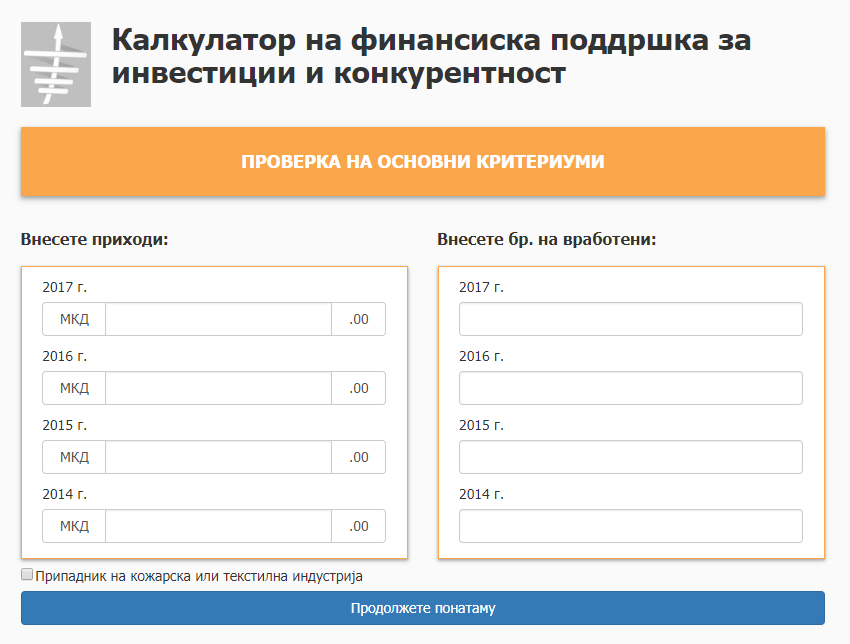 Калкулатор на финансиска поддршка за
инвестиции и конкурентност
ПРОВЕРКА НА ОСНОВНИ КРИТЕРИУМИ
Внесете приходи:
2017 г.
МКД .00
2016 г.
МКД .00
2015 г.
МКД .00
2014 г.
МКД .00
Внесете бр. на вработени:
2017 г.
2016 г.
2015 г.
2014 г.
Припадник на кожарска или текстилна индустрија
Продолжете понатаму